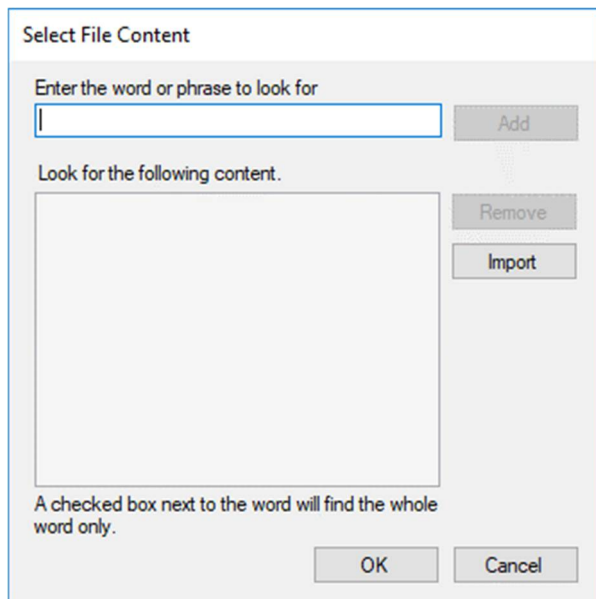 Select File Content
Enter the word or phrase to look for
Add
Look for the following content.
Remove
Import
A checked box next to the word will find the whole
word only.
OK
Cancel